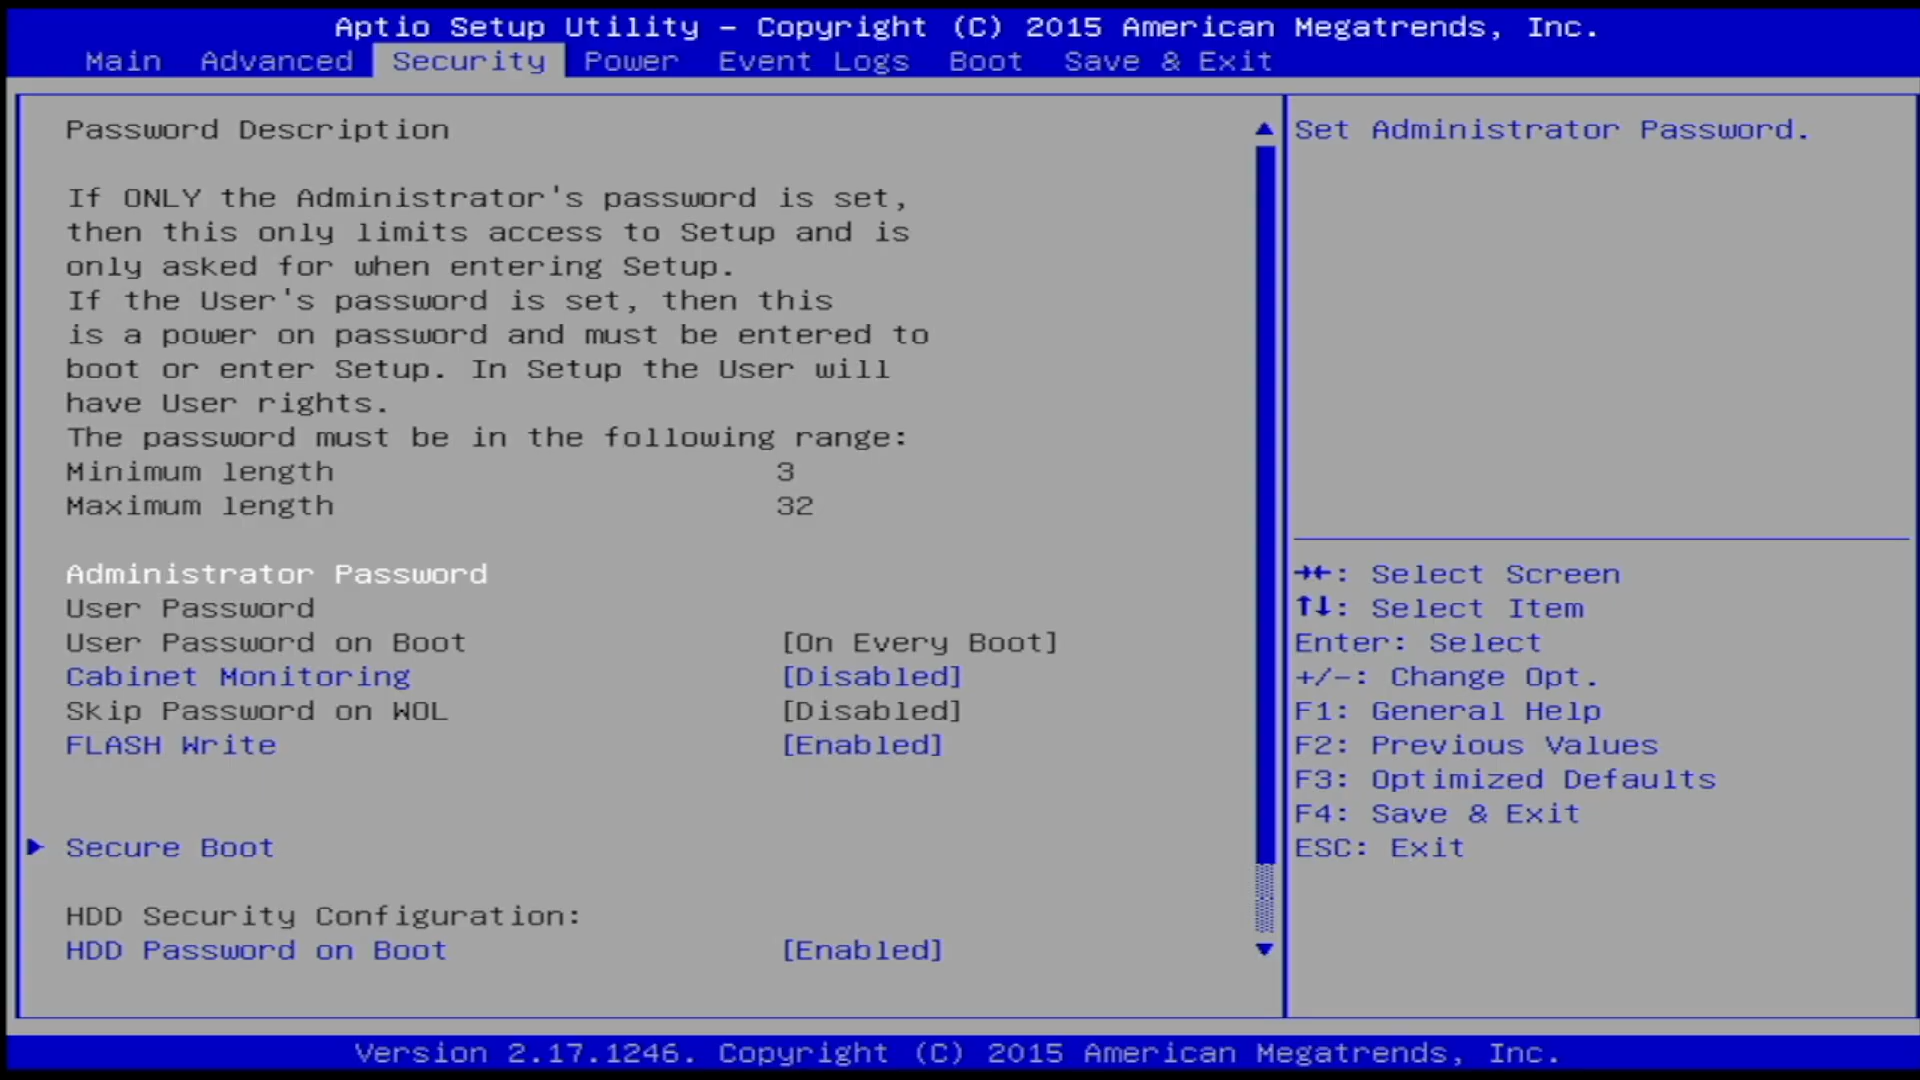 Aptio Setup Utility – Copyright (C) 2015 American Megatrends, Inc.
Main Advanced Security Power Event Logs Boot Save & Exit
Password Description
Set Administrator Password.
If ONLY the Administrator's password is set,
then this only limits access to Setup and is
only asked for when entering Setup.
If the User's password is set, then this
is a power on password and must be entered to
boot or enter Setup. In Setup the User will
have User rights.
The password must be in the following range:
Minimum length 3
Maximum length 32
Administrator Password
User Password
User Password on Boot [On Every Boot]
Cabinet Monitoring [Disabled]
Skip Password on WOL [Disabled]
FLASH Write [Enabled]
Secure Boot
HDD Security Configuration:
HDD Password on Boot [Enabled]
→←: Select Screen
↑↓: Select Item
Enter: Select
+/-: Change Opt.
F1: General Help
F2: Previous Values
F3: Optimized Defaults
F4: Save & Exit
ESC: Exit
Version 2.17.1246. Copyright (C) 2015 American Megatrends, Inc.